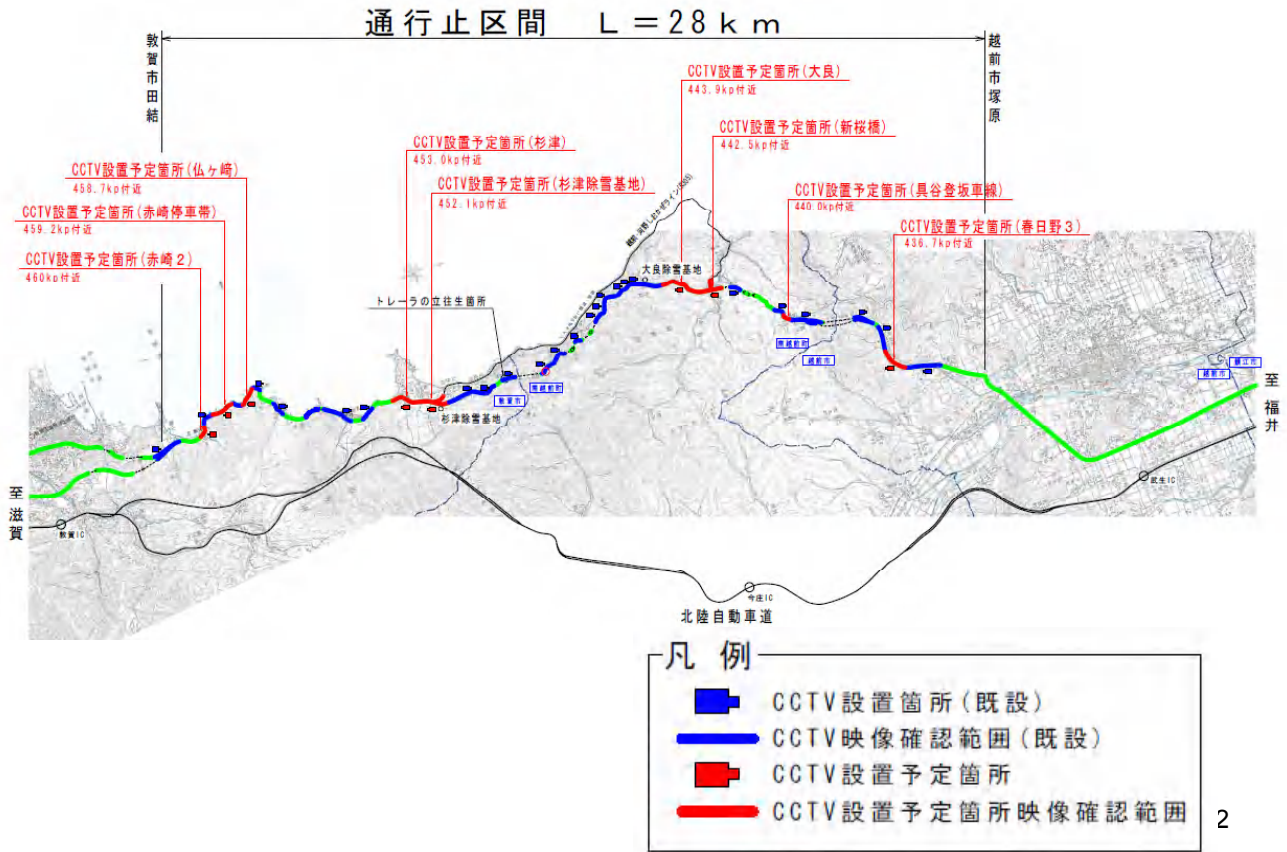 通行止区間　L＝28km
敦賀市田結
越前市塚原
CCTV設置予定箇所(大良)
443.9kp付近
CCTV設置予定箇所(新桜橋)
442.5kp付近
CCTV設置予定箇所(杉津)
453.0kp付近
CCTV設置予定箇所(仏ヶ崎)
458.7kp付近
CCTV設置予定箇所(杉津除雪基地)
452.1kp付近
CCTV設置予定箇所(具谷登坂車線)
440.0kp付近
CCTV設置予定箇所(赤崎停車帯)
459.2kp付近
CCTV設置予定箇所(春日野3)
436.7kp付近
CCTV設置予定箇所(赤崎2)
460kp付近
大良除雪基地
トレーラの立往生箇所
南越前町
越前市
鯖江市
越前市
南越前町
敦賀市
杉津除雪基地
至福井
至滋賀
武生IC
敦賀IC
今庄IC
北陸自動車道
凡例
CCTV設置箇所(既設)
CCTV映像確認範囲(既設)
CCTV設置予定箇所
CCTV設置予定箇所映像確認範囲
2